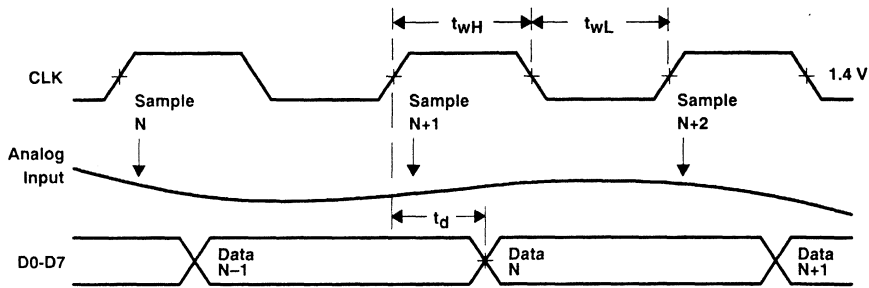 twH
twL
CLK
1.4 V
Sample
N
Sample
N+1
Sample
N+2
Analog
Input
td
D0-D7
Data
N–1
Data
N
Data
N+1